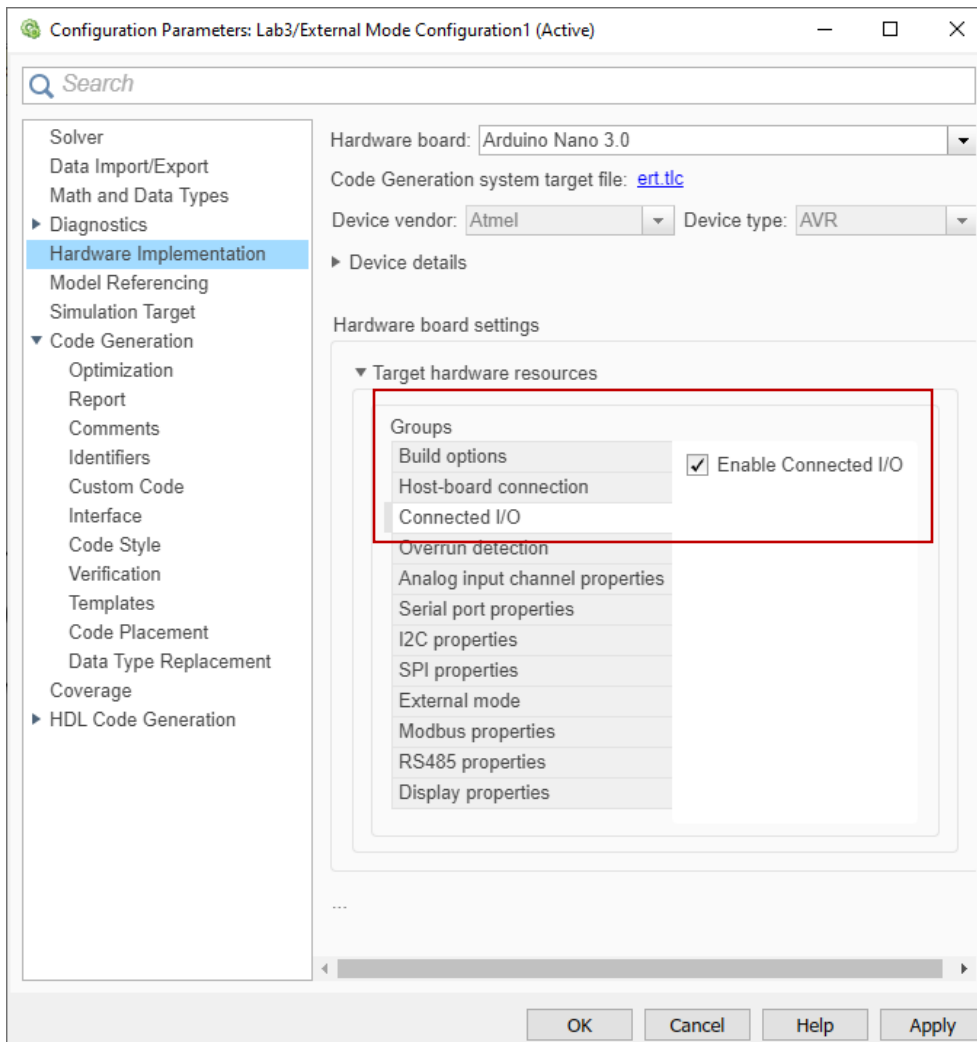 Configuration Parameters: Lab3/External Mode Configuration1 (Active)
Search
Solver
Data Import/Export
Math and Data Types
Diagnostics
Hardware Implementation
Model Referencing
Simulation Target
Code Generation
Optimization
Report
Comments
Identifiers
Custom Code
Interface
Code Style
Verification
Templates
Code Placement
Data Type Replacement
Coverage
HDL Code Generation
Hardware board: Arduino Nano 3.0
Code Generation system target file: ert.tlc
Device vendor: Atmel Device type: AVR
Device details
Hardware board settings
Target hardware resources
Groups
Build options
Host-board connection
Connected I/O
Overrun detection
Analog input channel properties
Serial port properties
I2C properties
SPI properties
External mode
Modbus properties
RS485 properties
Display properties
Enable Connected I/O
...
OK Cancel Help Apply